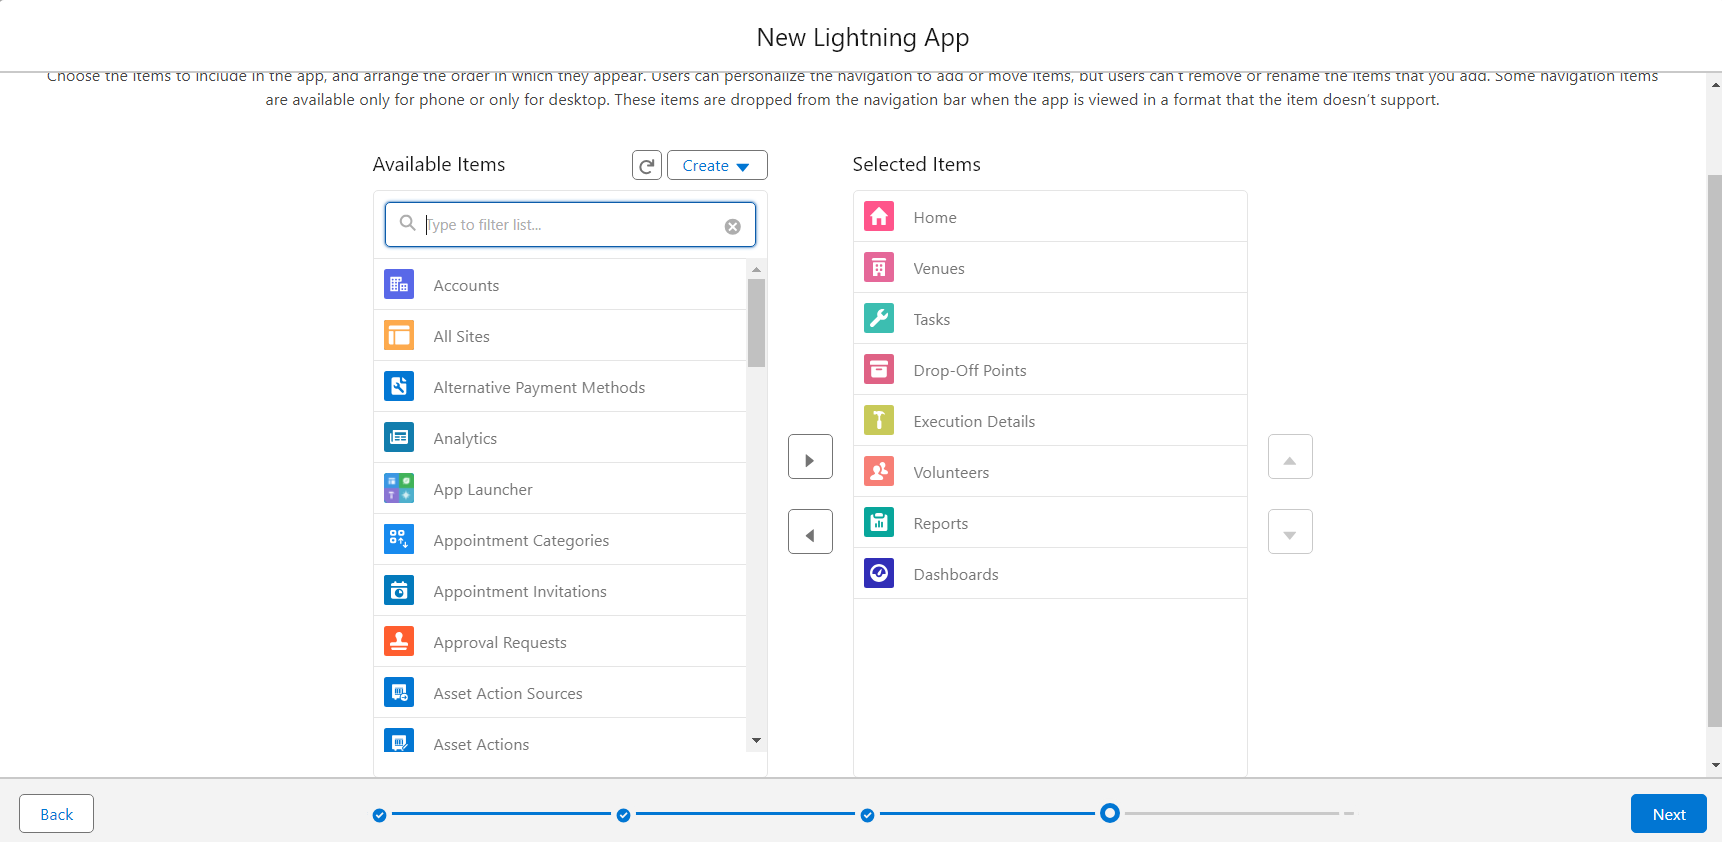 New Lightning App
Choose the items to include in the app, and arrange the order in which they appear. Users can personalize the navigation to add or move items, but users can't remove or rename the items that you add. Some navigation items
are available only for phone or only for desktop. These items are dropped from the navigation bar when the app is viewed in a format that the item doesn't support.
Available Items
Create
Type to filter list...
Accounts
All Sites
Alternative Payment Methods
Analytics
App Launcher
Appointment Categories
Appointment Invitations
Approval Requests
Asset Action Sources
Asset Actions
Selected Items
Home
Venues
Tasks
Drop-Off Points
Execution Details
Volunteers
Reports
Dashboards
Back
Next